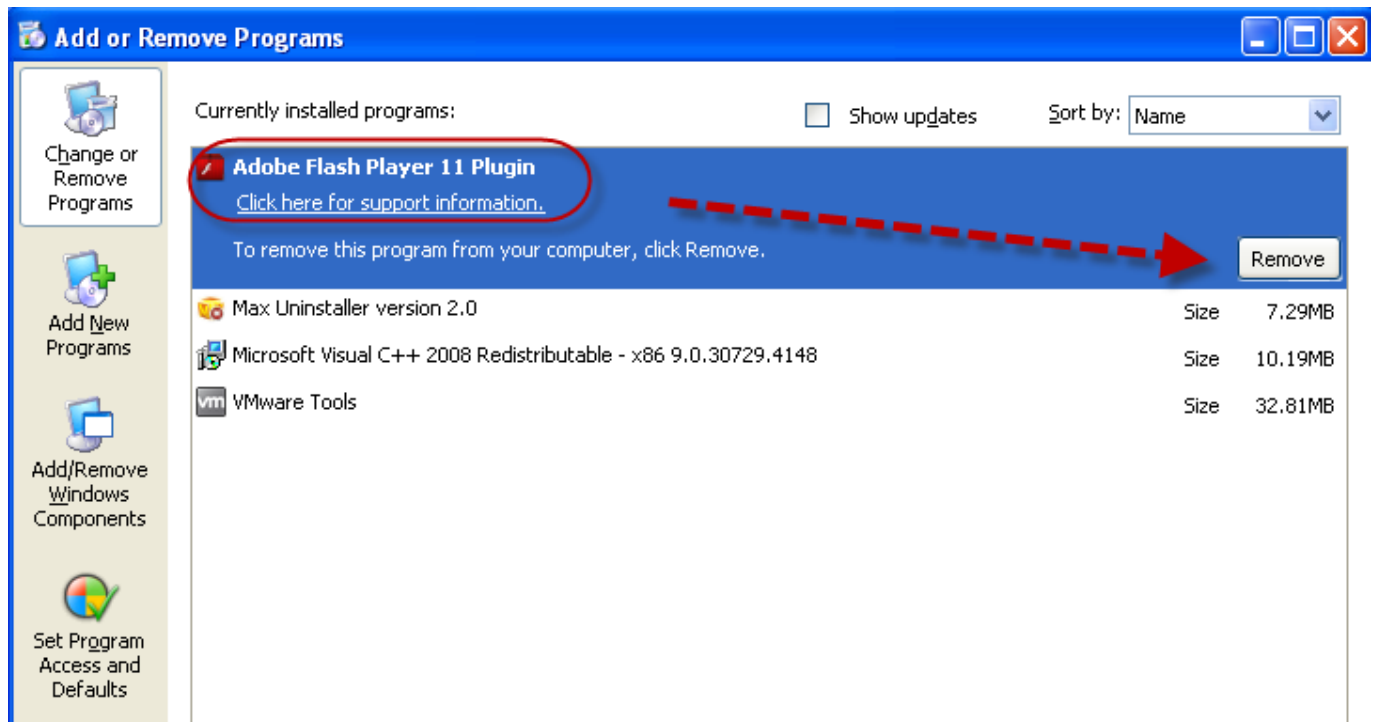 Add or Remove Programs
Change or
Remove
Programs
Add New
Programs
Add/Remove
Windows
Components
Set Program
Access and
Defaults
Currently installed programs:
Show updates
Sort by: Name
Adobe Flash Player 11 Plugin
Click here for support information.
To remove this program from your computer, click Remove.
Remove
Max Uninstaller version 2.0 Size 7.29MB
Microsoft Visual C++ 2008 Redistributable - x86 9.0.30729.4148 Size 10.19MB
vm VMware Tools Size 32.81MB